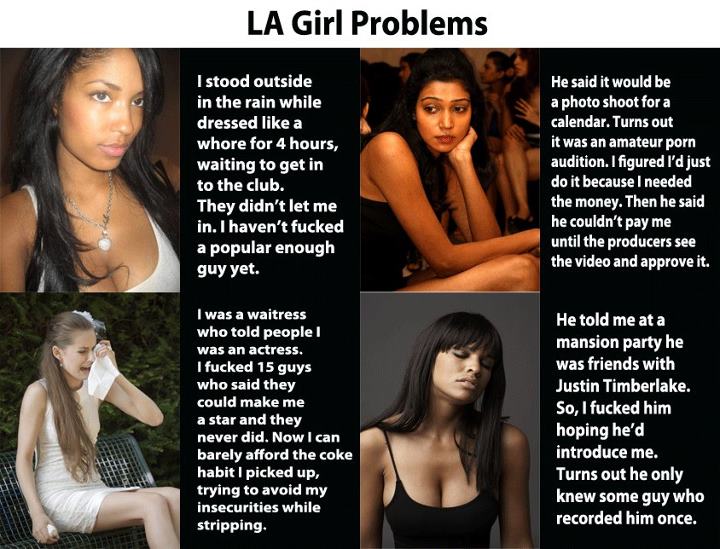 LA Girl Problems
I stood outside
in the rain while
dressed like a
whore for 4 hours,
waiting to get in
to the club.
They didn't let me
in. I haven't fucked
a popular enough
guy yet.
He said it would be
a photo shoot for a
calendar. Turns out
it was an amateur porn
audition. I figured I'd just
do it because I needed
the money. Then he said
he couldn't pay me
until the producers see
the video and approve it.
I was a waitress
who told people I
was an actress.
I fucked 15 guys
who said they
could make me
a star and they
never did. Now I can
barely afford the coke
habit I picked up,
trying to avoid my
insecurities while
stripping.
He told me at a
mansion party he
was friends with
Justin Timberlake.
So, I fucked him
hoping he'd
introduce me.
Turns out he only
knew some guy who
recorded him once.